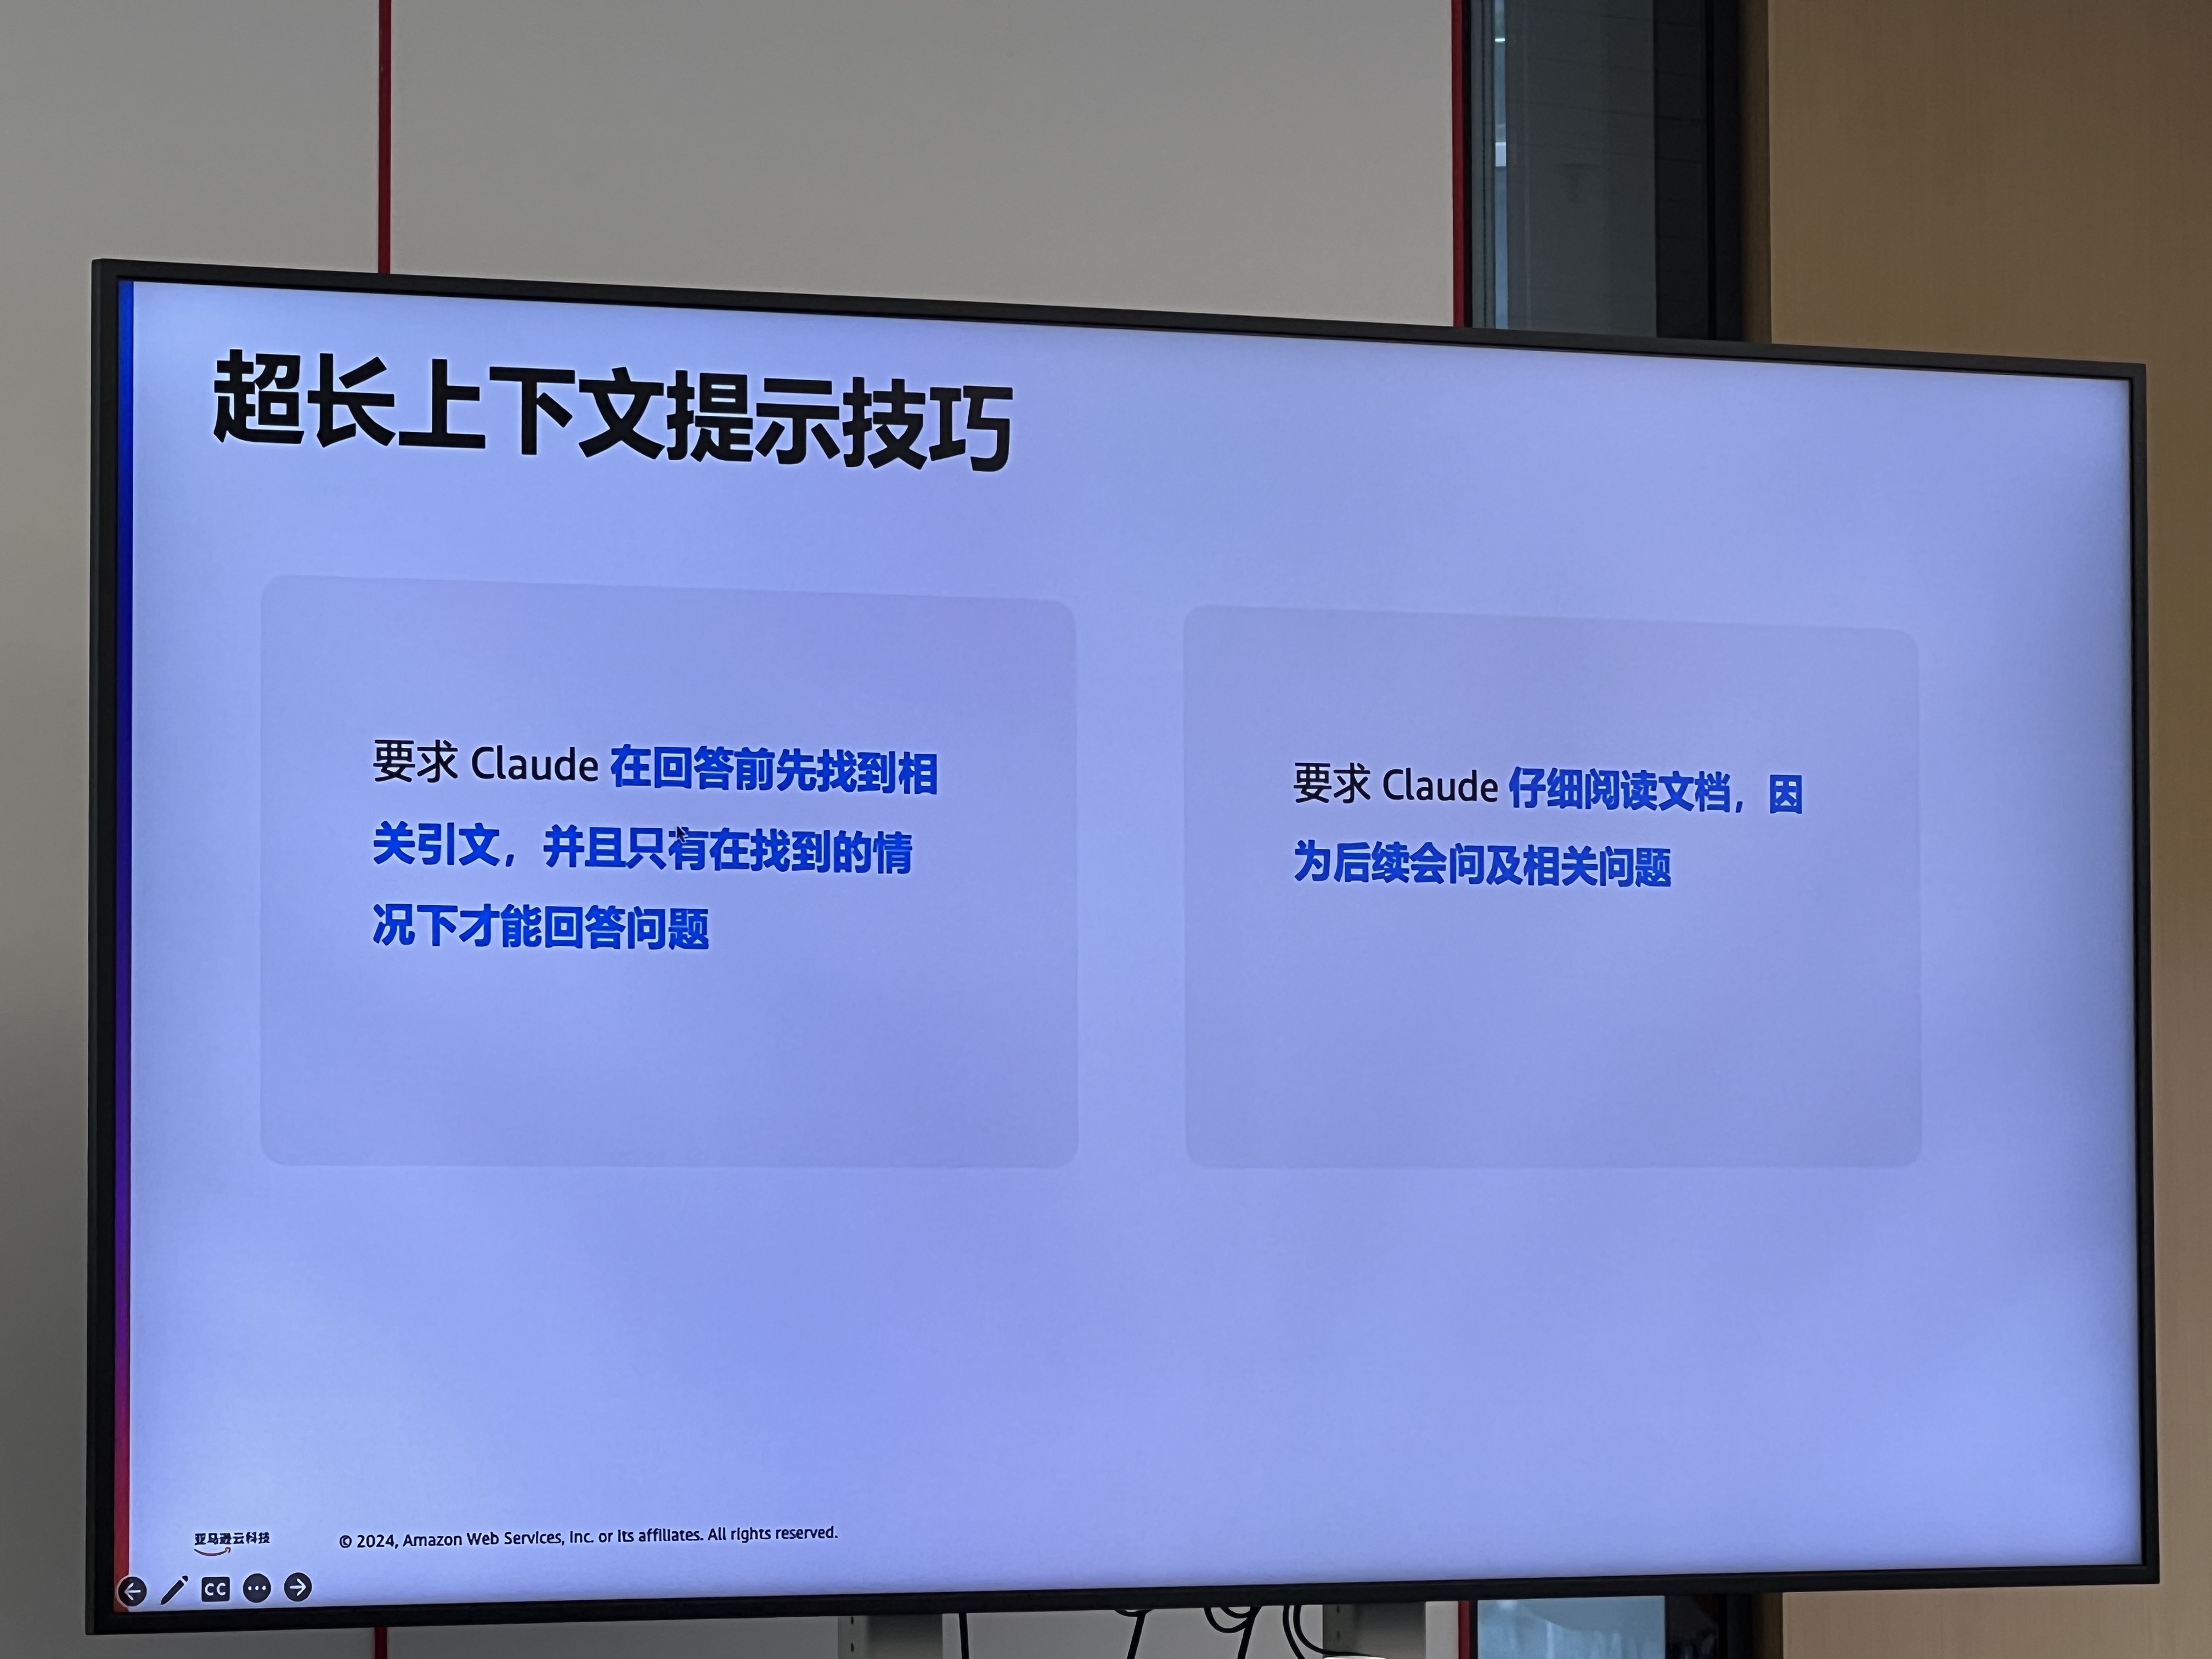 超长上下文提示技巧
要求 Claude 在回答前先找到相
关引文，并且只有在找到的情
况下才能回答问题
要求 Claude 仔细阅读文档，因
为后续会问及相关问题
亚马逊云科技
© 2024, Amazon Web Services, Inc. or its affiliates. All rights reserved.
CC